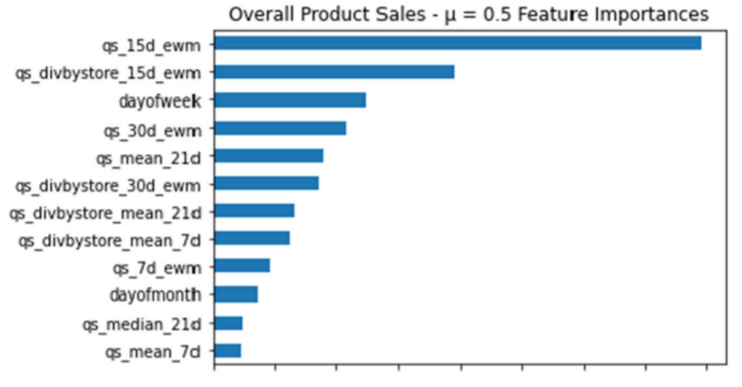 Overall Product Sales - μ = 0.5 Feature Importances
qs_15d_ewm
qs_divbystore_15d_ewm
dayofweek
qs_30d_ewm
qs_mean_21d
qs_divbystore_30d_ewm
qs_divbystore_mean_21d
qs_divbystore_mean_7d
qs_7d_ewm
dayofmonth
qs_median_21d
qs_mean_7d